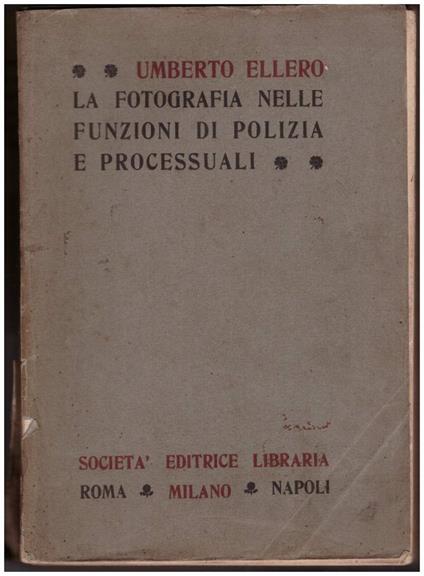 UMBERTO ELLERO
LA FOTOGRAFIA NELLE
FUNZIONI DI POLIZIA
E PROCESSUALI
SOCIETA' EDITRICE LIBRARIA
ROMA MILANO NAPOLI